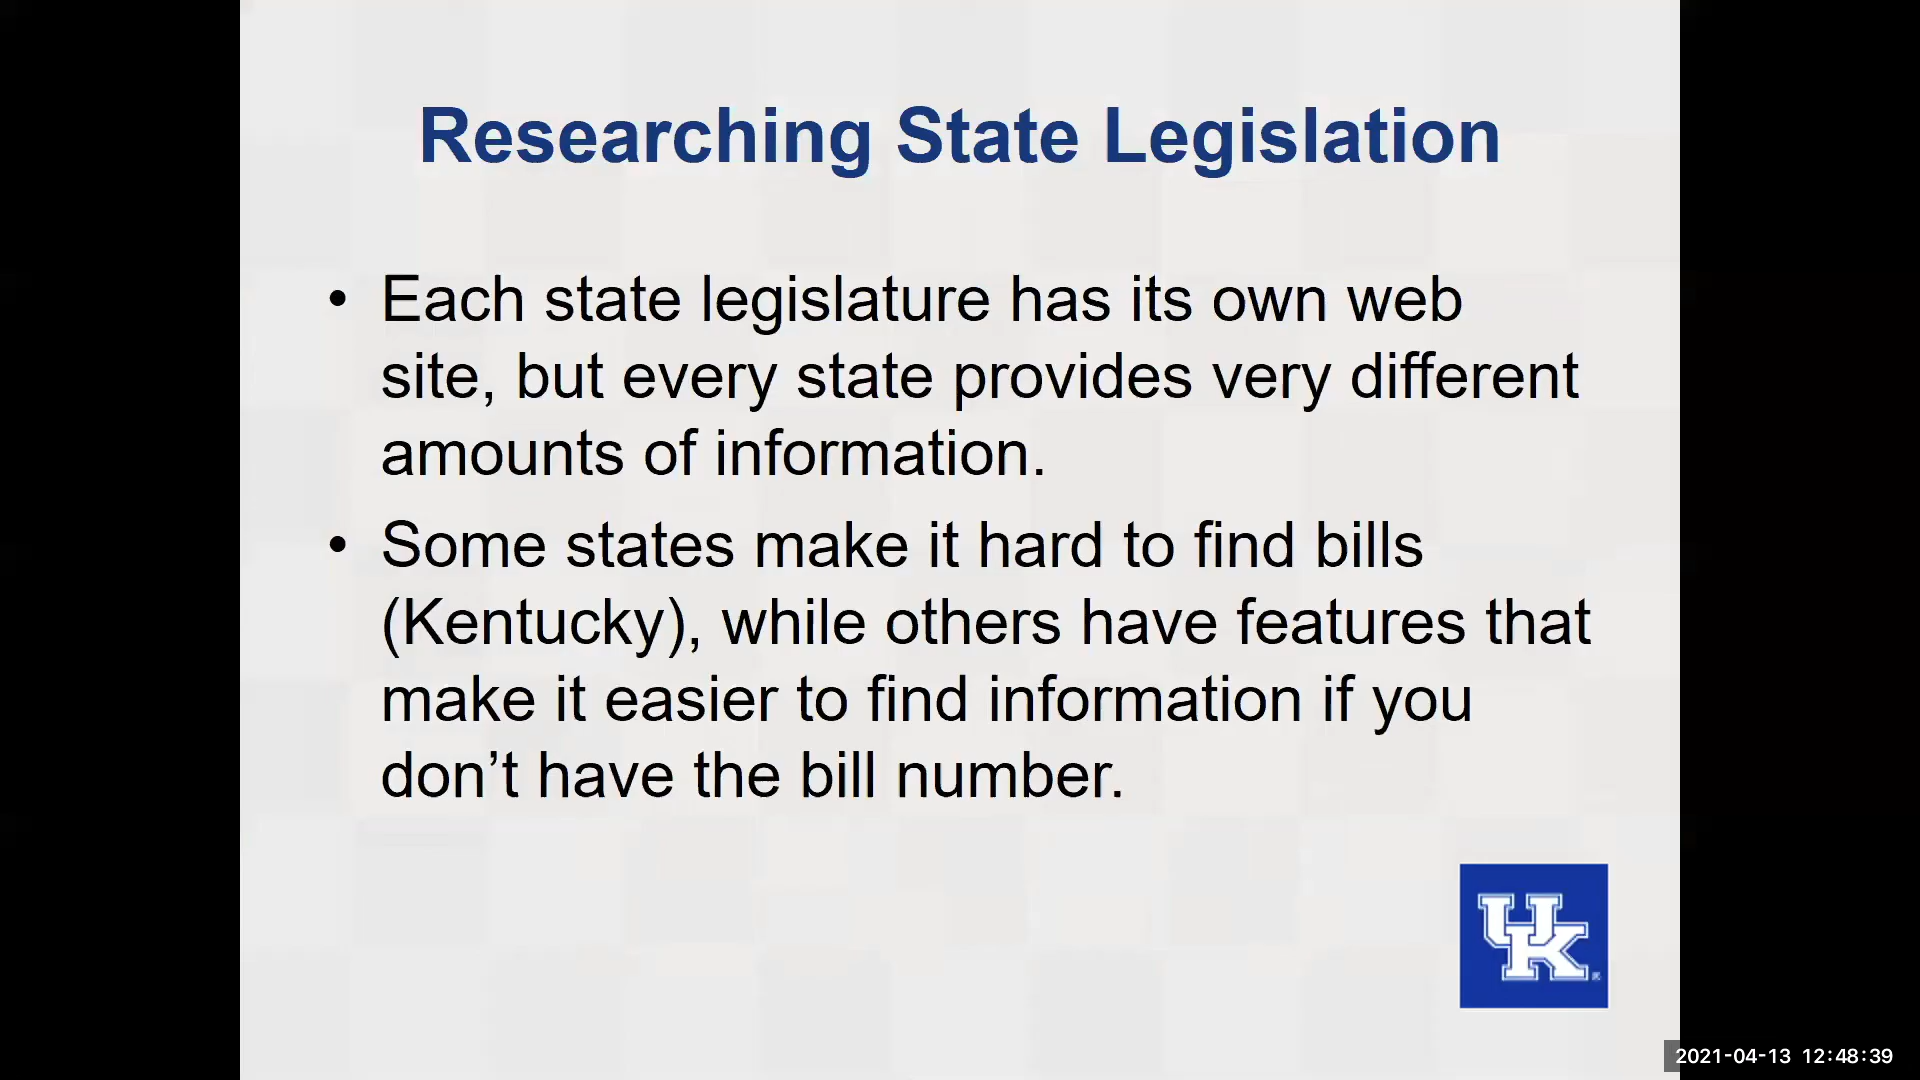 Researching State Legislation
• Each state legislature has its own web
site, but every state provides very different
amounts of information.
• Some states make it hard to find bills
(Kentucky), while others have features that
make it easier to find information if you
don’t have the bill number.
UK
2021-04-13 12:48:39